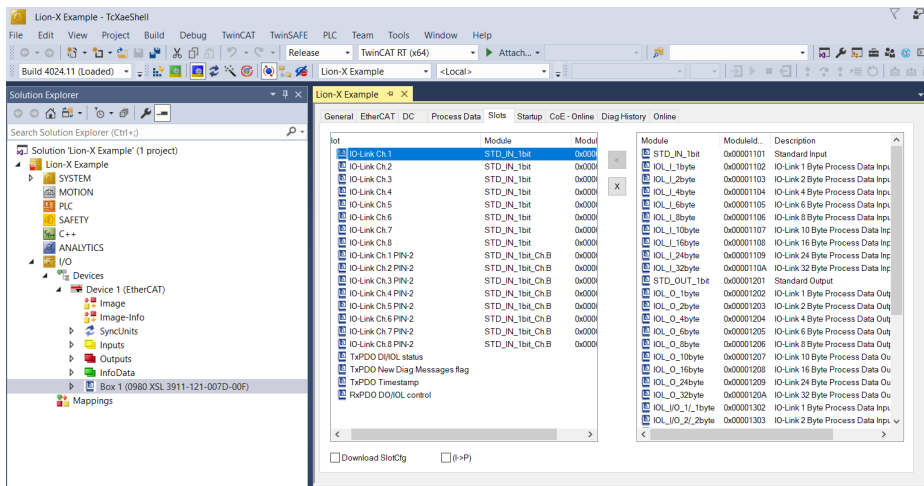 Lion-X Example - TcXaeShell
File Edit View Project Build Debug TwinCAT TwinSAFE PLC Team Tools Window Help
Release TwinCAT RT (x64) Attach...
Build 4024.11 (Loaded) Lion-X Example <Local>
Solution Explorer
Search Solution Explorer (Ctrl+;)
Solution 'Lion-X Example' (1 project)
Lion-X Example
SYSTEM
MOTION
PLC
SAFETY
C++
ANALYTICS
I/O
Devices
Device 1 (EtherCAT)
Image
Image-Info
SyncUnits
Inputs
Outputs
InfoData
Box 1 (0980 XSL 3911-121-007D-00F)
Mappings
Lion-X Example
General EtherCAT DC Process Data Slots Startup CoE - Online Diag History Online
lot Module Modul
IO-Link Ch.1 STD_IN_1bit 0x000
IO-Link Ch.2 STD_IN_1bit 0x000
IO-Link Ch.3 STD_IN_1bit 0x000
IO-Link Ch.4 STD_IN_1bit 0x000
IO-Link Ch.5 STD_IN_1bit 0x000
IO-Link Ch.6 STD_IN_1bit 0x000
IO-Link Ch.7 STD_IN_1bit 0x000
IO-Link Ch.8 STD_IN_1bit 0x000
IO-Link Ch.1 PIN-2 STD_IN_1bit_Ch.B 0x000
IO-Link Ch.2 PIN-2 STD_IN_1bit_Ch.B 0x000
IO-Link Ch.3 PIN-2 STD_IN_1bit_Ch.B 0x000
IO-Link Ch.4 PIN-2 STD_IN_1bit_Ch.B 0x000
IO-Link Ch.5 PIN-2 STD_IN_1bit_Ch.B 0x000
IO-Link Ch.6 PIN-2 STD_IN_1bit_Ch.B 0x000
IO-Link Ch.7 PIN-2 STD_IN_1bit_Ch.B 0x000
IO-Link Ch.8 PIN-2 STD_IN_1bit_Ch.B 0x000
TxPDO DI/IOL status
TxPDO New Diag Messages flag
TxPDO Timestamp
RxPDO DO/IOL control
<
X
Module ModuleId... Description
STD_IN_1bit 0x00001101 Standard Input
IOL_I_1byte 0x00001102 IO-Link 1 Byte Process Data Inpu
IOL_I_2byte 0x00001103 IO-Link 2 Byte Process Data Inpu
IOL_I_4byte 0x00001104 IO-Link 4 Byte Process Data Inpu
IOL_I_6byte 0x00001105 IO-Link 6 Byte Process Data Inpu
IOL_I_8byte 0x00001106 IO-Link 8 Byte Process Data Inpu
IOL_I_10byte 0x00001107 IO-Link 10 Byte Process Data Inp
IOL_I_16byte 0x00001108 IO-Link 16 Byte Process Data Inp
IOL_I_24byte 0x00001109 IO-Link 24 Byte Process Data Inp
IOL_I_32byte 0x0000110A IO-Link 32 Byte Process Data Inp
STD_OUT_1bit 0x00001201 Standard Output
IOL_O_1byte 0x00001202 IO-Link 1 Byte Process Data Outp
IOL_O_2byte 0x00001203 IO-Link 2 Byte Process Data Outp
IOL_O_4byte 0x00001204 IO-Link 4 Byte Process Data Outp
IOL_O_6byte 0x00001205 IO-Link 6 Byte Process Data Outp
IOL_O_8byte 0x00001206 IO-Link 8 Byte Process Data Outp
IOL_O_10byte 0x00001207 IO-Link 10 Byte Process Data Ou
IOL_O_16byte 0x00001208 IO-Link 16 Byte Process Data Ou
IOL_O_24byte 0x00001209 IO-Link 24 Byte Process Data Ou
IOL_O_32byte 0x0000120A IO-Link 32 Byte Process Data Ou
IOL_I/O_1/_1byte 0x00001302 IO-Link 1 Byte Process Data Inpu
IOL_I/O_2/_2byte 0x00001303 IO-Link 2 Byte Process Data Inpu
Download SlotCfg (I->P)